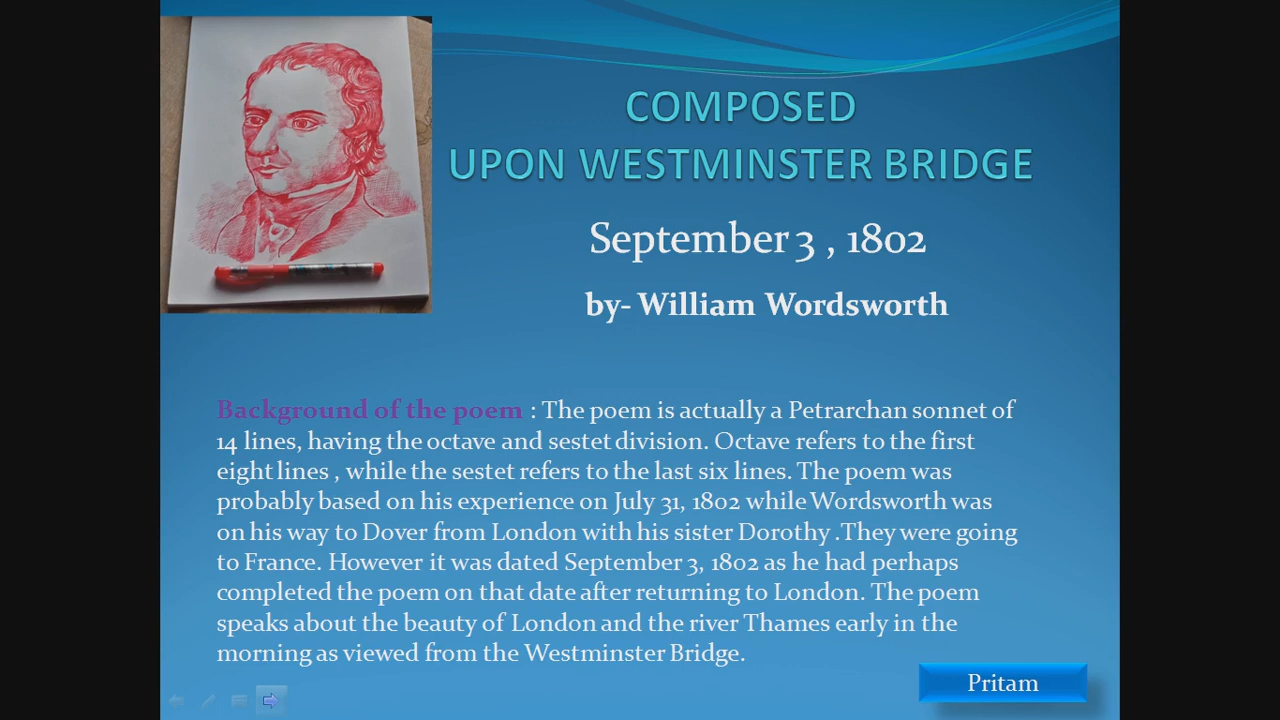 COMPOSED
UPON WESTMINSTER BRIDGE
September 3 , 1802
by- William Wordsworth
Background of the poem : The poem is actually a Petrarchan sonnet of
14 lines, having the octave and sestet division. Octave refers to the first
eight lines , while the sestet refers to the last six lines. The poem was
probably based on his experience on July 31, 1802 while Wordsworth was
on his way to Dover from London with his sister Dorothy .They were going
to France. However it was dated September 3, 1802 as he had perhaps
completed the poem on that date after returning to London. The poem
speaks about the beauty of London and the river Thames early in the
morning as viewed from the Westminster Bridge.
Pritam